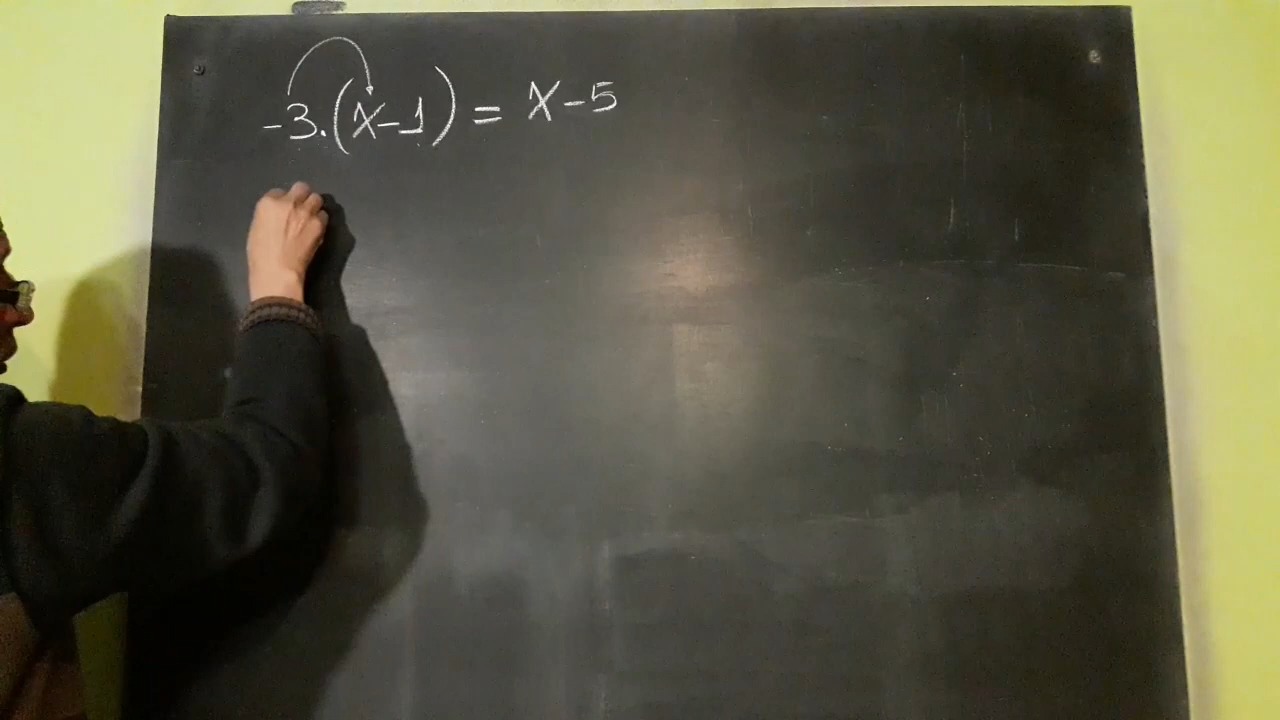 -3.(x-1) = x-5